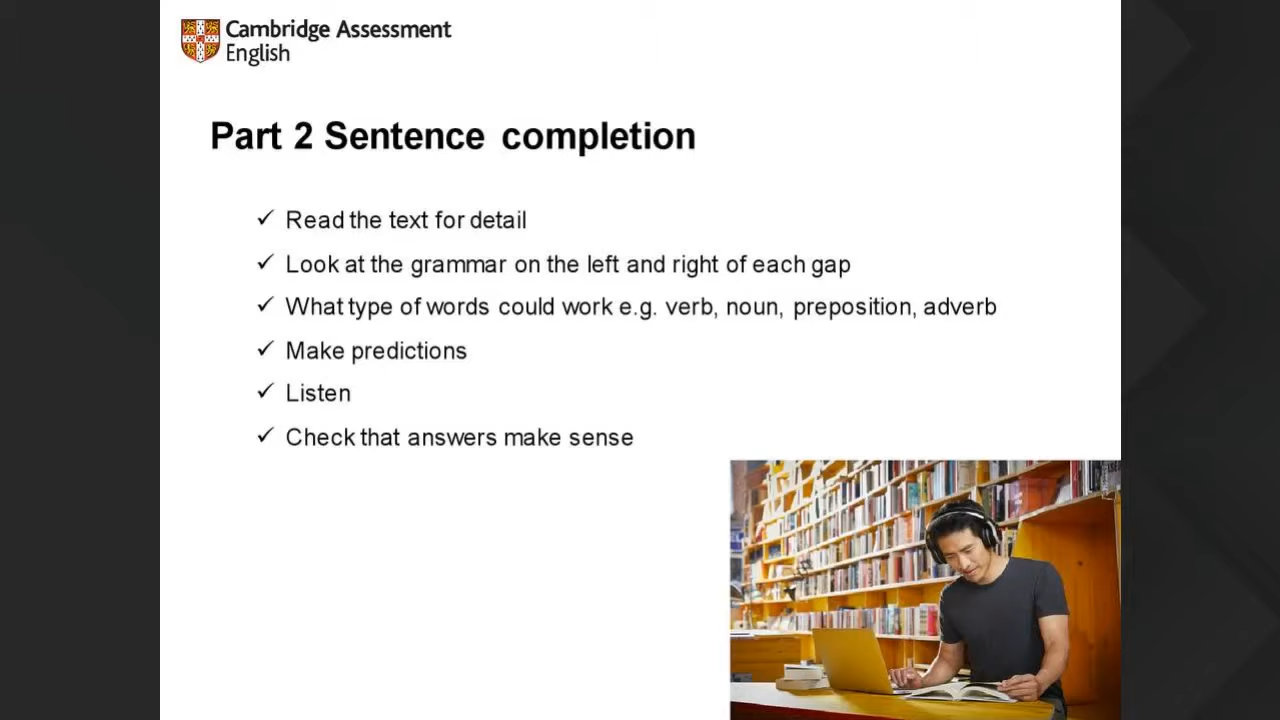 Cambridge Assessment
English
Part 2 Sentence completion
✓ Read the text for detail
✓ Look at the grammar on the left and right of each gap
✓ What type of words could work e.g. verb, noun, preposition, adverb
✓ Make predictions
✓ Listen
✓ Check that answers make sense